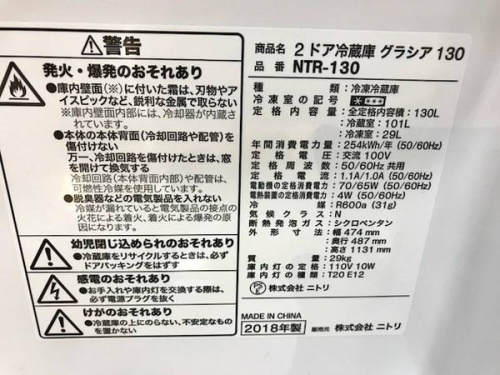 警告
発火・爆発のおそれあり
●庫内壁面に付いた霜は、刃物やア
イスピックなど、鋭利な金属で取らない
※庫内壁面内部には、冷却器が内蔵
されています。
●本体の本体背面（冷却回路や配管）を
傷付けない
万一、冷却回路を傷付けたときは、窓
を開けて換気する
冷却回路（本体内部）や背面配管は、
可燃性冷媒を使用しています。
●脱臭器などの電気製品を入れない
冷媒が漏れていると電気製品の接点の
火花による着火、着火による爆発の原
因になります。
幼児閉じ込められのおそれあり
●冷蔵庫をリサイクルするときは、必ず
ドアパッキングをはずす
感電のおそれあり
●お手入れや庫内灯を交換する際は、
必ず電源プラグを抜く
けがのおそれあり
●冷蔵庫の上にのらない、不安定なもの
を置かない
商品名 2ドア冷蔵庫 グラシア 130
品番 NTR-130
種類：冷凍冷蔵庫
冷凍室の記号：
定格内容積：全定格内容積：130L
：冷蔵室：101L
：冷凍室：29L
年間消費電力量：254kWh/年（50/60Hz）
定格電圧：交流100V
定格周波数：50/60Hz 共用
定格電流：1.1A/1.0A（50/60Hz）
電動機の定格消費電力：70/65W（50/60Hz）
電熱装置の定格消費電力：4W（50/60Hz）
冷媒：R600a（31g）
気候クラス：N
断熱発泡ガス：シクロペンタン
外形寸法：幅 474 mm
：奥行 487 mm
：高さ 1131 mm
質量：29kg
庫内灯の定格：110V 10W
庫内灯の種類：T20 E12
株式会社 ニトリ
MADE IN CHINA
2018年製 販売元 株式会社 ニトリ